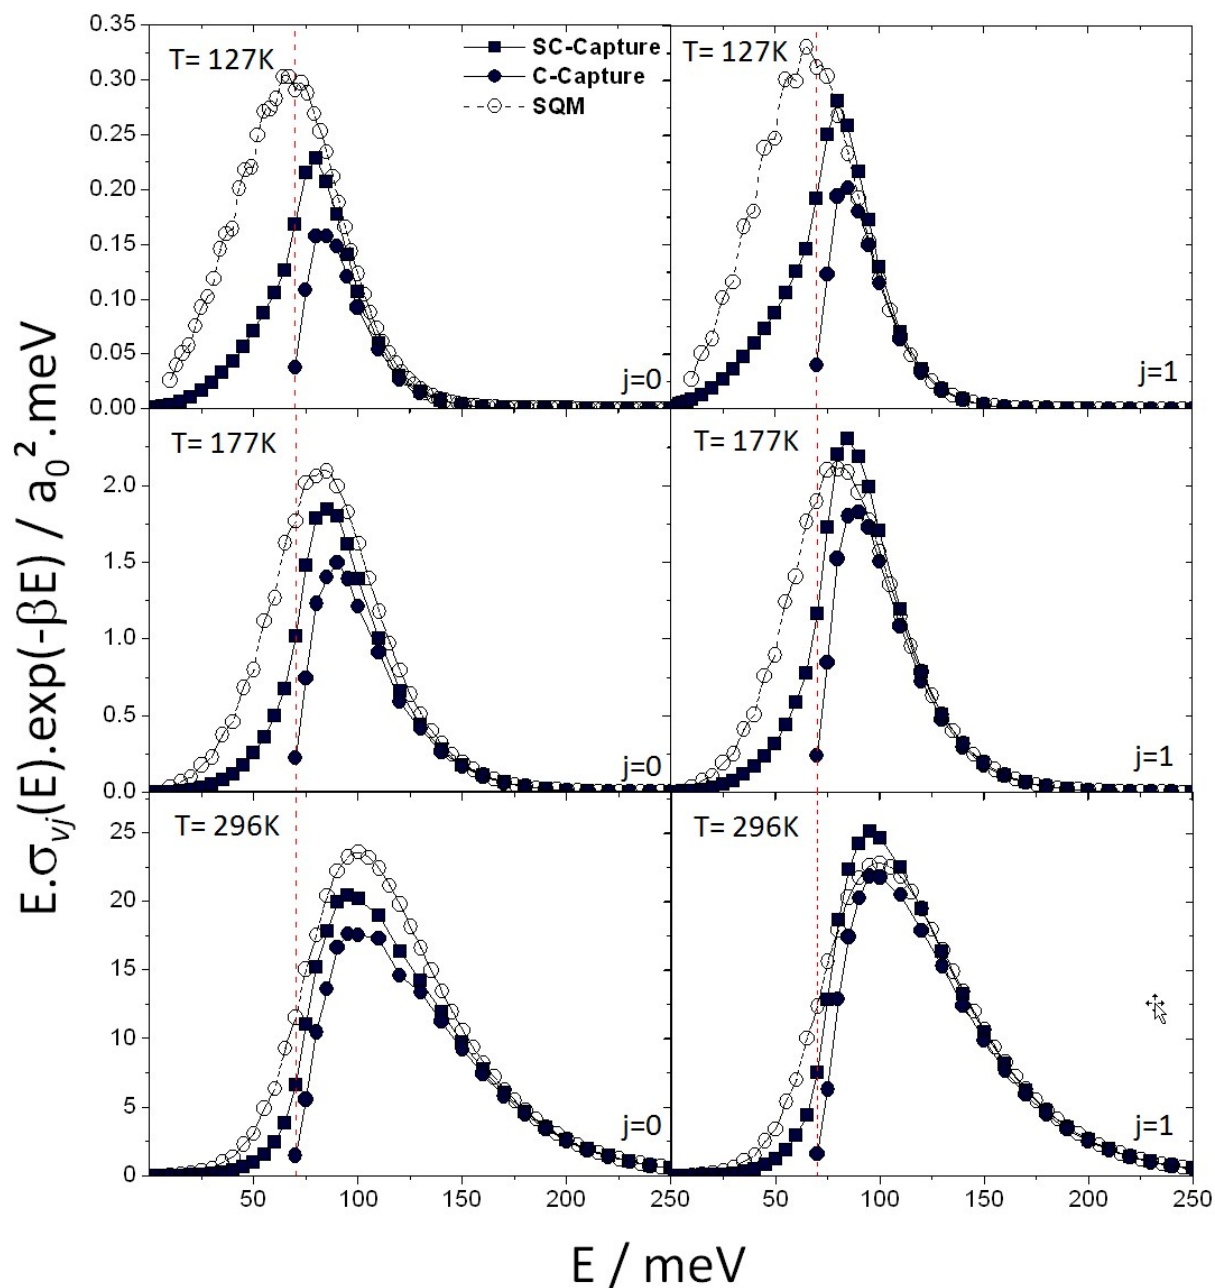 0.35
0.30
0.25
0.20
0.15
0.10
0.05
0.00
T= 127K
SC-Capture
C-Capture
SQM
j=0
T= 127K
j=1
2.0
1.5
1.0
0.5
0.0
T= 177K
j=0
T= 177K
j=1
25
20
15
10
5
0
T= 296K
j=0
T= 296K
j=1
50 100 150 200 250 50 100 150 200 250
E / meV
E.σvj(E).exp(-βE) / a₀².meV